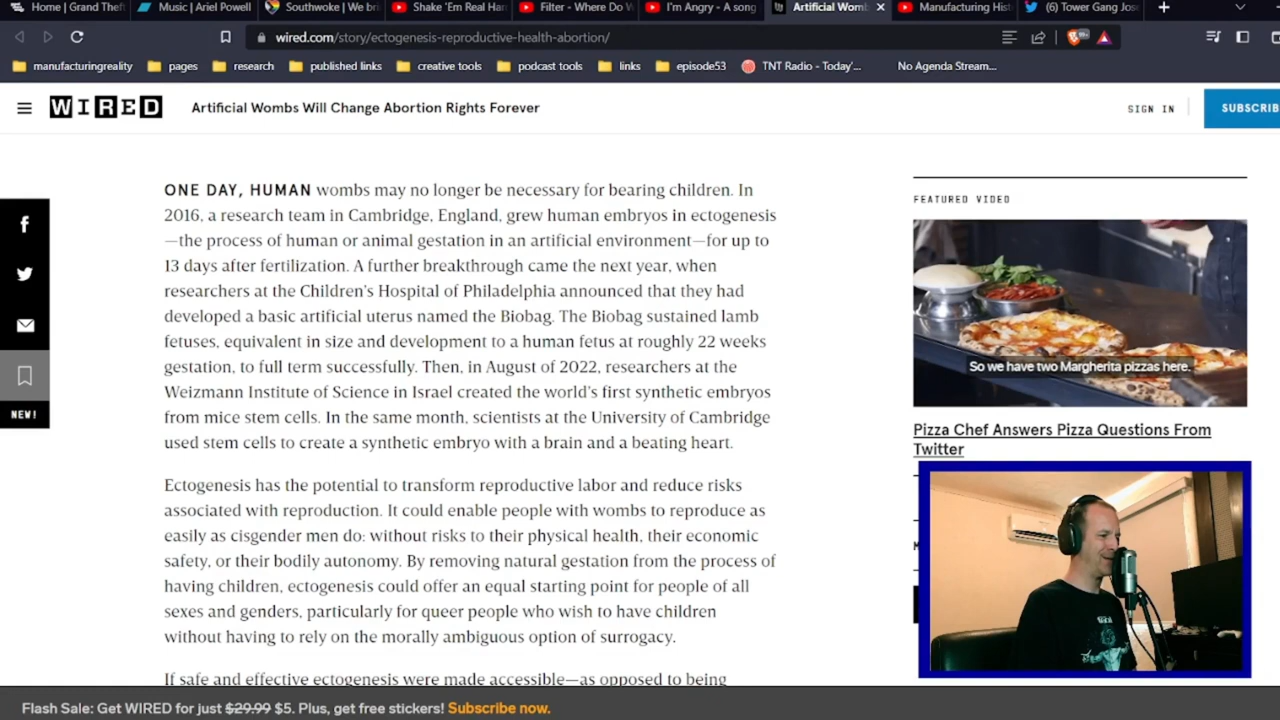 Home | Grand Theft
Music | Ariel Powell
Southwoke | We bri
Shake 'Em Real Har
Filter - Where Do W
I'm Angry - A song
Artificial Womb
Manufacturing Hist
(6) Tower Gang Jose
wired.com/story/ectogenesis-reproductive-health-abortion/
manufacturingreality
pages
research
published links
creative tools
podcast tools
links
episode53
TNT Radio - Today'...
No Agenda Stream...
WIRED
Artificial Wombs Will Change Abortion Rights Forever
SIGN IN
SUBSCRIB
ONE DAY, HUMAN wombs may no longer be necessary for bearing children. In
2016, a research team in Cambridge, England, grew human embryos in ectogenesis
—the process of human or animal gestation in an artificial environment—for up to
13 days after fertilization. A further breakthrough came the next year, when
researchers at the Children's Hospital of Philadelphia announced that they had
developed a basic artificial uterus named the Biobag. The Biobag sustained lamb
fetuses, equivalent in size and development to a human fetus at roughly 22 weeks
gestation, to full term successfully. Then, in August of 2022, researchers at the
Weizmann Institute of Science in Israel created the world's first synthetic embryos
from mice stem cells. In the same month, scientists at the University of Cambridge
used stem cells to create a synthetic embryo with a brain and a beating heart.
Ectogenesis has the potential to transform reproductive labor and reduce risks
associated with reproduction. It could enable people with wombs to reproduce as
easily as cisgender men do: without risks to their physical health, their economic
safety, or their bodily autonomy. By removing natural gestation from the process of
having children, ectogenesis could offer an equal starting point for people of all
sexes and genders, particularly for queer people who wish to have children
without having to rely on the morally ambiguous option of surrogacy.
If safe and effective ectogenesis were made accessible—as opposed to being
NEW!
FEATURED VIDEO
So we have two Margherita pizzas here.
Pizza Chef Answers Pizza Questions From
Twitter
Flash Sale: Get WIRED for just $29.99 $5. Plus, get free stickers! Subscribe now.